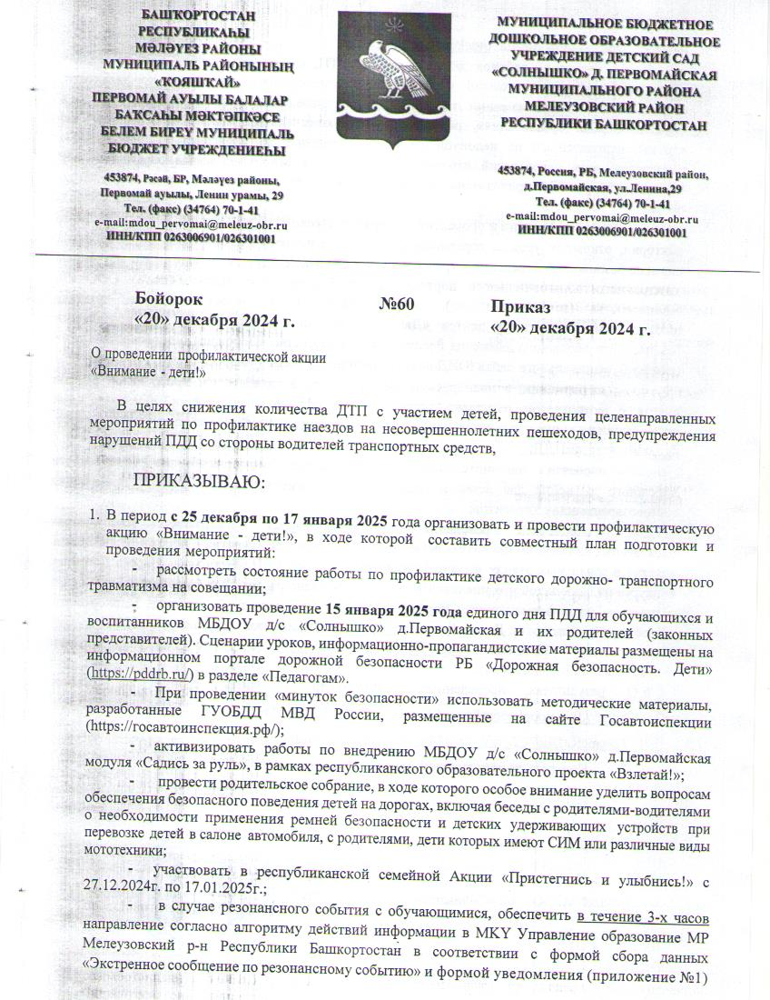 БАШҠОРТОСТАН
РЕСПУБЛИКАҺЫ
МӘЛӘҮЕЗ РАЙОНЫ
МУНИЦИПАЛЬ РАЙОНЫНЫҢ
«ҠОЯШҠАЙ»
ПЕРВОМАЙ АУЫЛЫ БАЛАЛАР
БАҠСАҺЫ МӘКТӘПКӘСЕ
БЕЛЕМ БИРЕҮ МУНИЦИПАЛЬ
БЮДЖЕТ УЧРЕЖДЕНИЕҺЫ
453874, Рәсәй, БР, Мәләүез районы,
Первомай ауылы, Ленин урамы, 29
Тел. (факс) (34764) 70-1-41
e-mail:mdou_pervomai@meleuz-obr.ru
ИНН/КПП 0263006901/026301001
МУНИЦИПАЛЬНОЕ БЮДЖЕТНОЕ
ДОШКОЛЬНОЕ ОБРАЗОВАТЕЛЬНОЕ
УЧРЕЖДЕНИЕ ДЕТСКИЙ САД
«СОЛНЫШКО» Д. ПЕРВОМАЙСКАЯ
МУНИЦИПАЛЬНОГО РАЙОНА
МЕЛЕУЗОВСКИЙ РАЙОН
РЕСПУБЛИКИ БАШКОРТОСТАН
453874, Россия, РБ, Мелеузовский район,
д.Первомайская, ул.Ленина,29
Тел. (факс) (34764) 70-1-41
e-mail:mdou_pervomai@meleuz-obr.ru
ИНН/КПП 0263006901/026301001
Бойорок №60 Приказ
«20» декабря 2024 г. «20» декабря 2024 г.
О проведении профилактической акции
«Внимание - дети!»
В целях снижения количества ДТП с участием детей, проведения целенаправленных
мероприятий по профилактике наездов на несовершеннолетних пешеходов, предупреждения
нарушений ПДД со стороны водителей транспортных средств,
ПРИКАЗЫВАЮ:
1. В период с 25 декабря по 17 января 2025 года организовать и провести профилактическую
акцию «Внимание - дети!», в ходе которой составить совместный план подготовки и
проведения мероприятий:
- рассмотреть состояние работы по профилактике детского дорожно- транспортного
травматизма на совещании;
- организовать проведение 15 января 2025 года единого дня ПДД для обучающихся и
воспитанников МБДОУ д/с «Солнышко» д.Первомайская и их родителей (законных
представителей). Сценарии уроков, информационно-пропагандистские материалы размещены на
информационном портале дорожной безопасности РБ «Дорожная безопасность. Дети»
(https://pddrb.ru/) в разделе «Педагогам».
- При проведении «минуток безопасности» использовать методические материалы,
разработанные ГУОБДД МВД России, размещенные на сайте Госавтоиспекции
(https://госавтоинспекция.рф/);
- активизировать работы по внедрению МБДОУ д/с «Солнышко» д.Первомайская
модуля «Садись за руль», в рамках республиканского образовательного проекта «Взлетай!»;
- провести родительское собрание, в ходе которого особое внимание уделить вопросам
обеспечения безопасного поведения детей на дорогах, включая беседы с родителями-водителями
о необходимости применения ремней безопасности и детских удерживающих устройств при
перевозке детей в салоне автомобиля, с родителями, дети которых имеют СИМ или различные виды
мототехники;
- участвовать в республиканской семейной Акции «Пристегнись и улыбнись!» с
27.12.2024г. по 17.01.2025г.;
- в случае резонансного события с обучающимися, обеспечить в течение 3-х часов
направление согласно алгоритму действий информации в МКУ Управление образование МР
Мелеузовский р-н Республики Башкортостан в соответствии с формой сбора данных
«Экстренное сообщение по резонансному событию» и формой уведомления (приложение №1)